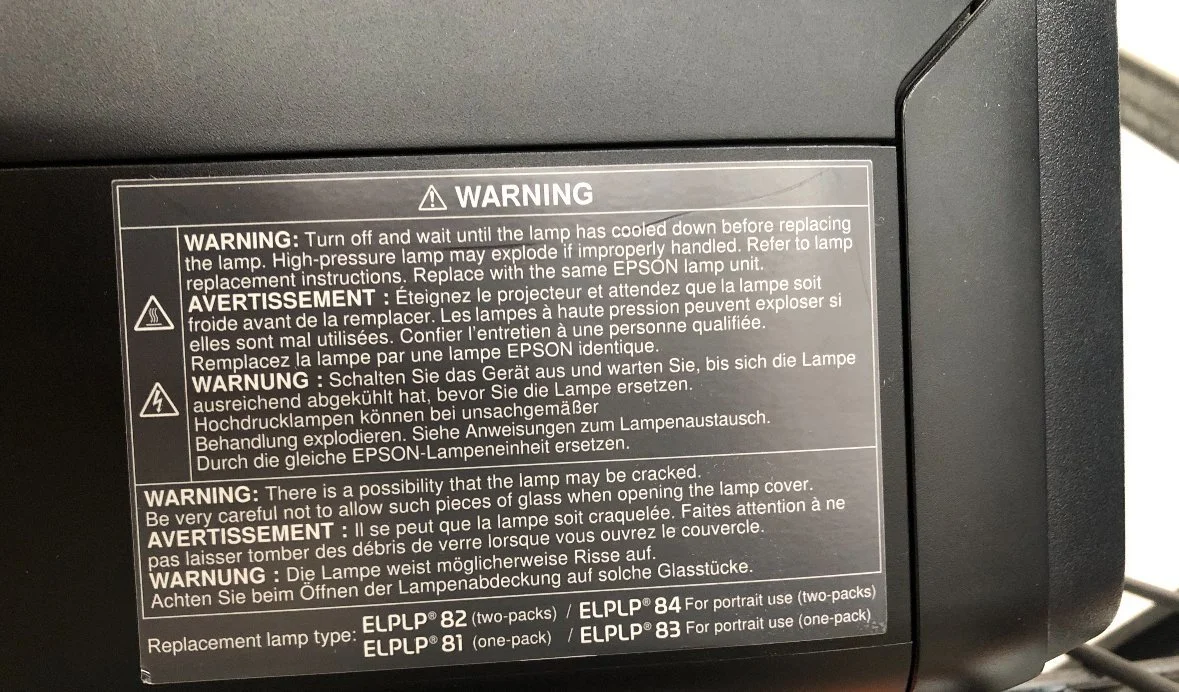 WARNING
WARNING: Turn off and wait until the lamp has cooled down before replacing
the lamp. High-pressure lamp may explode if improperly handled. Refer to lamp
replacement instructions. Replace with the same EPSON lamp unit.
AVERTISSEMENT : Éteignez le projecteur et attendez que la lampe soit
froide avant de la remplacer. Les lampes à haute pression peuvent exploser si
elles sont mal utilisées. Confier l'entretien à une personne qualifiée.
Remplacez la lampe par une lampe EPSON identique.
WARNUNG : Schalten Sie das Gerät aus und warten Sie, bis sich die Lampe
ausreichend abgekühlt hat, bevor Sie die Lampe ersetzen.
Hochdrucklampen können bei unsachgemäßer
Behandlung explodieren. Siehe Anweisungen zum Lampenaustausch.
Durch die gleiche EPSON-Lampeneinheit ersetzen.
WARNING: There is a possibility that the lamp may be cracked.
Be very careful not to allow such pieces of glass when opening the lamp cover.
AVERTISSEMENT : Il se peut que la lampe soit craquelée. Faites attention à ne
pas laisser tomber des débris de verre lorsque vous ouvrez le couvercle.
WARNUNG : Die Lampe weist möglicherweise Risse auf.
Achten Sie beim Öffnen der Lampenabdeckung auf solche Glasstücke.
Replacement lamp type: ELPLP® 82 (two-packs) / ELPLP® 84 For portrait use (two-packs)
ELPLP® 81 (one-pack) / ELPLP® 83 For portrait use (one-pack)